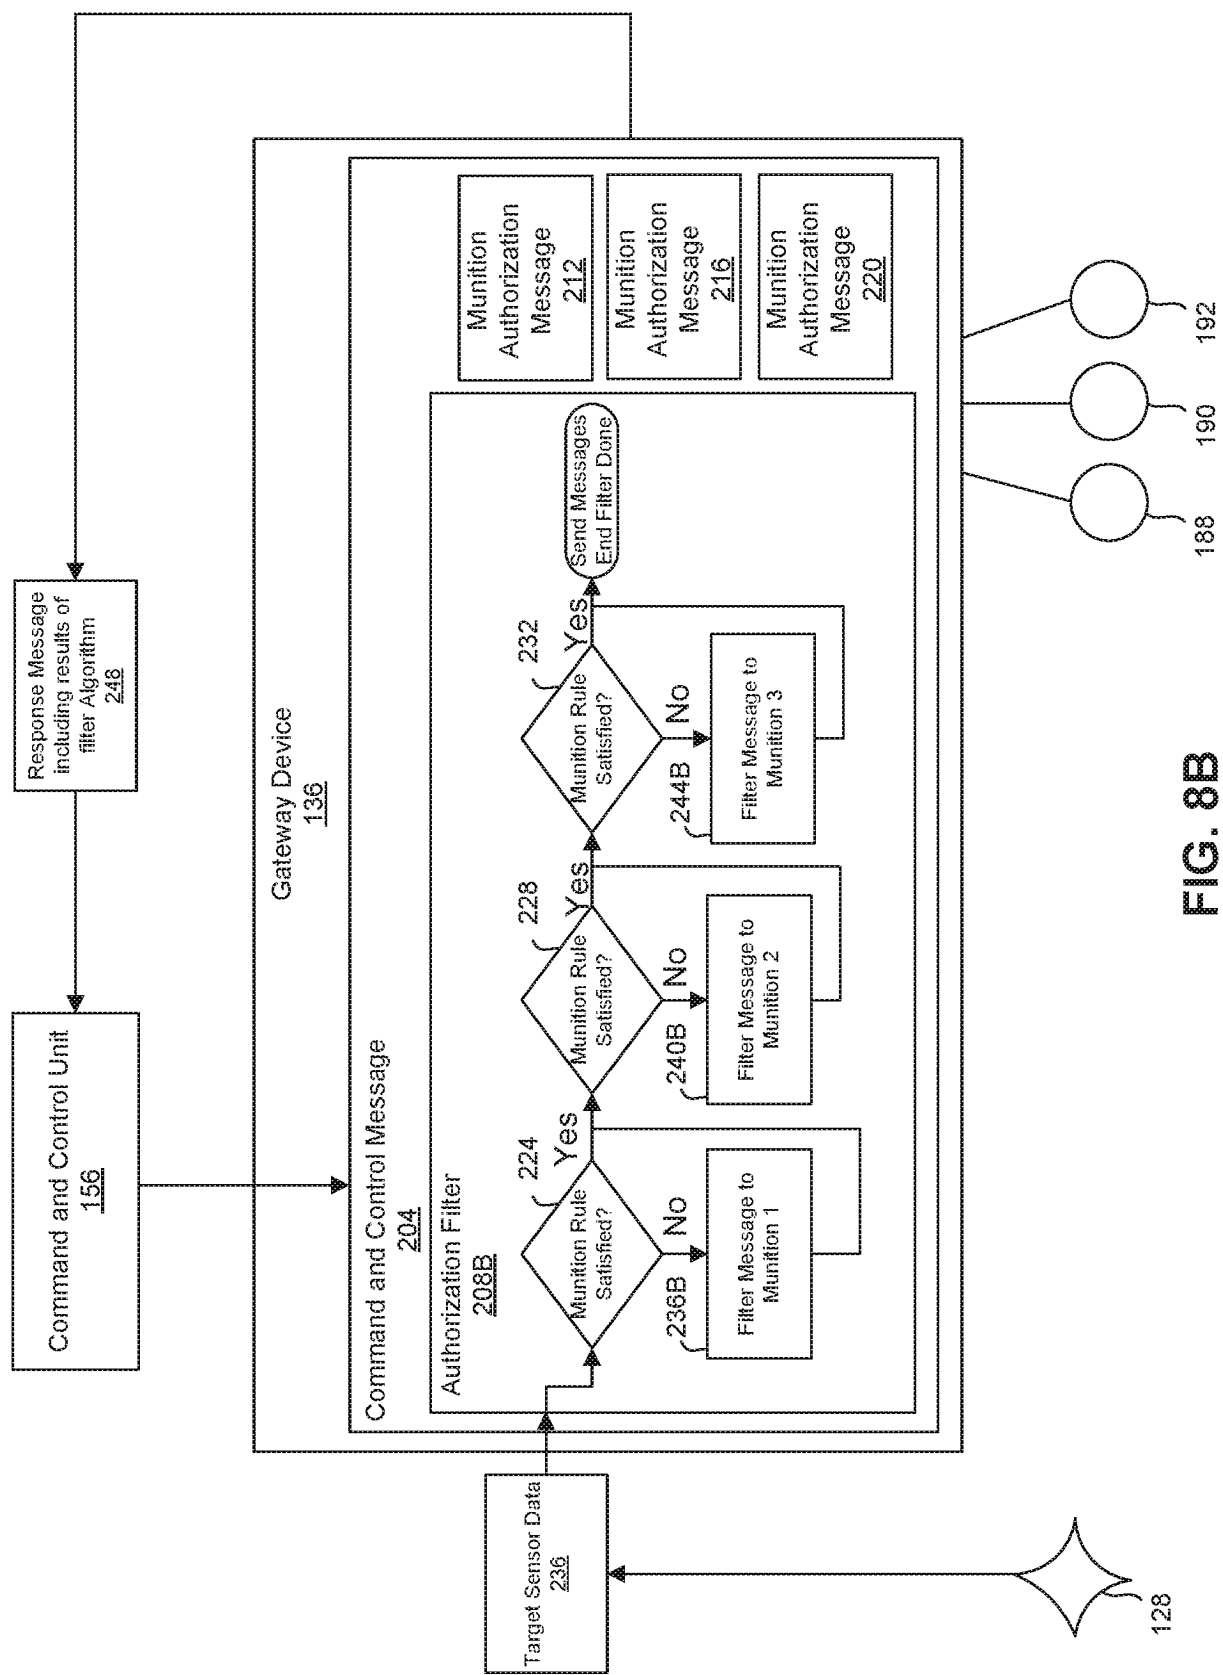 Command and Control Unit
156
Response Message
including results of
filter Algorithm
248
Gateway Device
136
Command and Control Message
204
Authorization Filter
208B
Target Sensor Data
236
128
Munition Rule
Satisfied?
224
Yes
No
236B
Filter Message to
Munition 1
Munition Rule
Satisfied?
228
Yes
No
240B
Filter Message to
Munition 2
Munition Rule
Satisfied?
232
Yes
No
244B
Filter Message to
Munition 3
Send Messages
End Filter Done
Munition
Authorization
Message
212
Munition
Authorization
Message
216
Munition
Authorization
Message
220
188
190
192
FIG. 8B